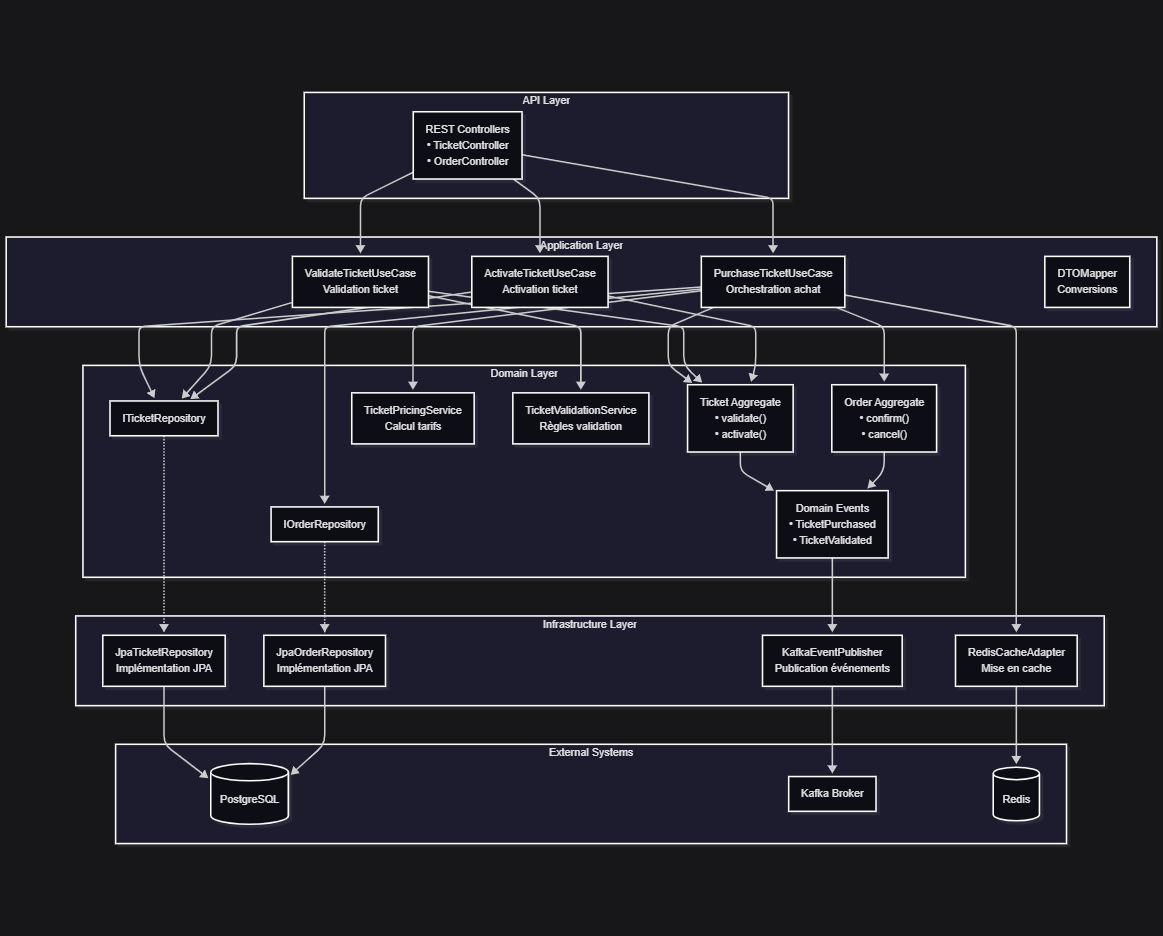 API Layer
REST Controllers
• TicketController
• OrderController
Application Layer
ValidateTicketUseCase
Validation ticket
ActivateTicketUseCase
Activation ticket
PurchaseTicketUseCase
Orchestration achat
DTOMapper
Conversions
Domain Layer
ITicketRepository
TicketPricingService
Calcul tarifs
TicketValidationService
Règles validation
Ticket Aggregate
• validate()
• activate()
Order Aggregate
• confirm()
• cancel()
IOrderRepository
Domain Events
• TicketPurchased
• TicketValidated
Infrastructure Layer
JpaTicketRepository
Implémentation JPA
JpaOrderRepository
Implémentation JPA
KafkaEventPublisher
Publication événements
RedisCacheAdapter
Mise en cache
External Systems
PostgreSQL
Kafka Broker
Redis